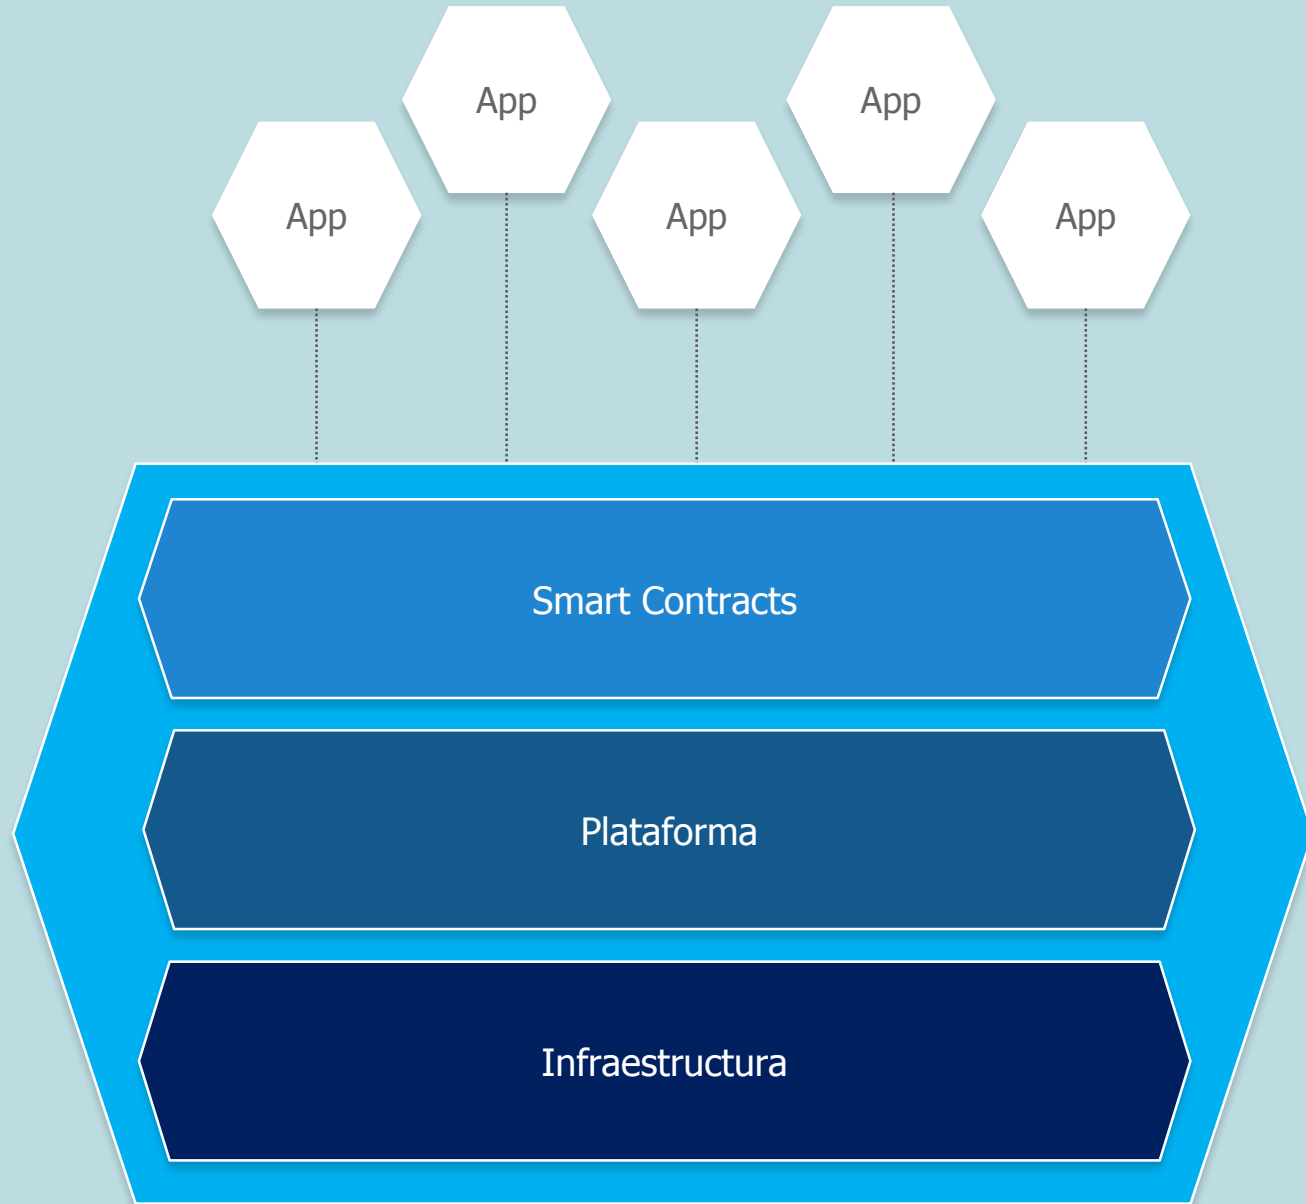 App
App
App
App
App
Smart Contracts
Plataforma
Infraestructura